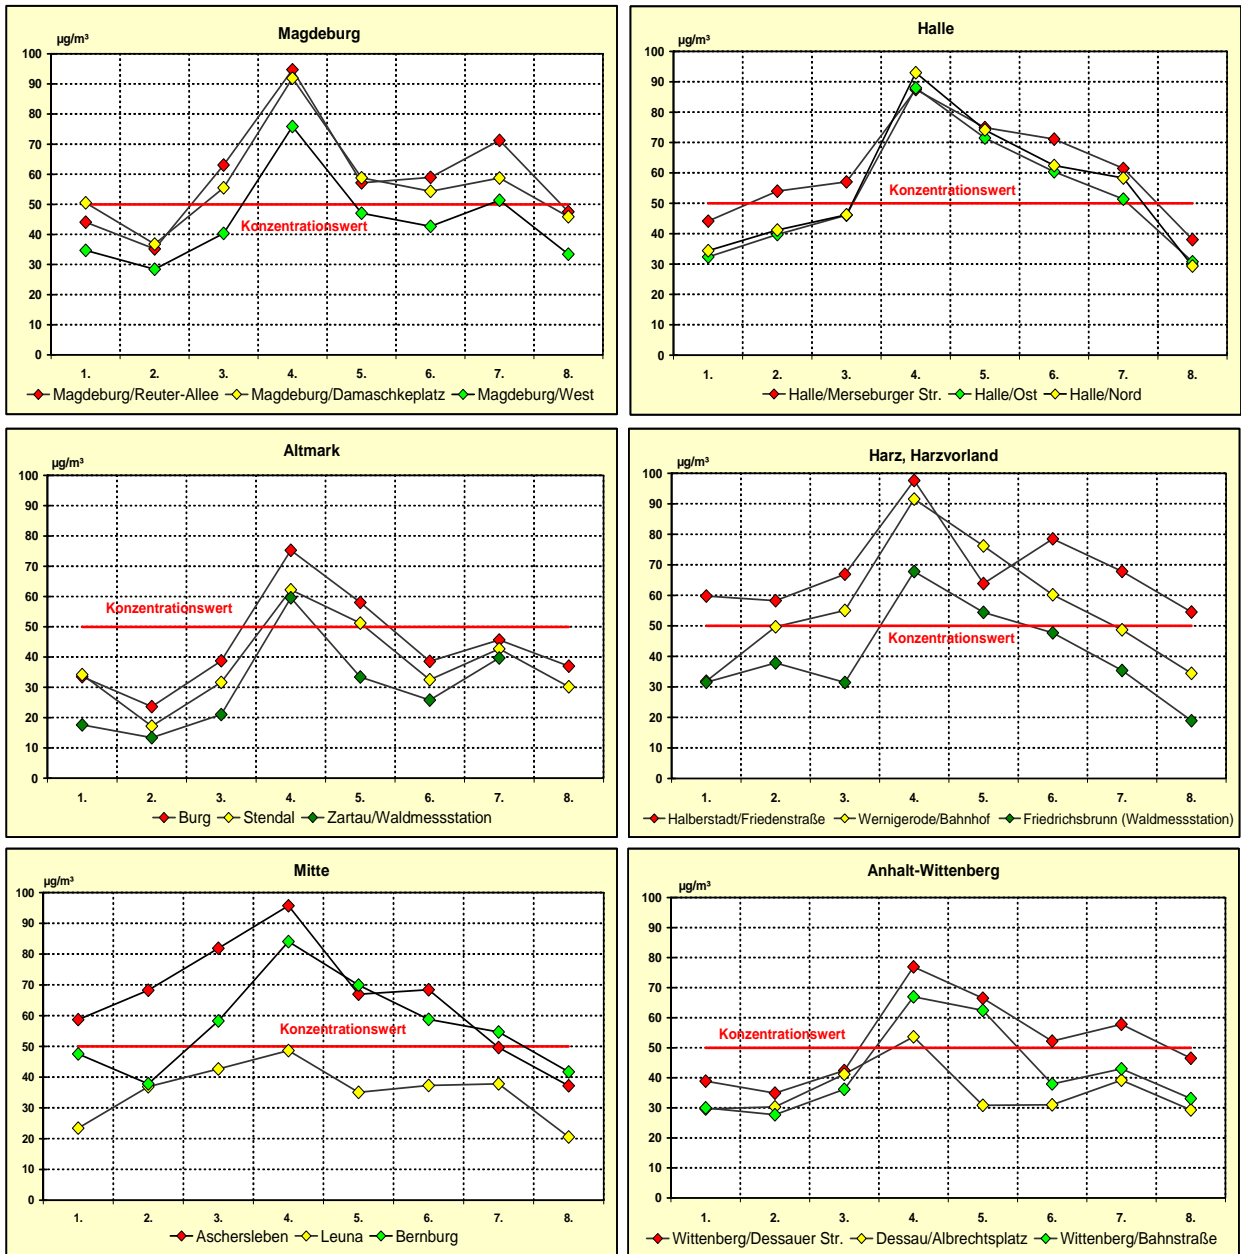 Magdeburg
µg/m³
100
90
80
70
60
50
40
30
20
10
0
Konzentrationswert
1. 2. 3. 4. 5. 6. 7. 8.
Magdeburg/Reuter-Allee Magdeburg/Damaschkeplatz Magdeburg/West
Halle
µg/m³
100
90
80
70
60
50
40
30
20
10
0
Konzentrationswert
1. 2. 3. 4. 5. 6. 7. 8.
Halle/Merseburger Str. Halle/Ost Halle/Nord
Altmark
µg/m³
100
90
80
70
60
50
40
30
20
10
0
Konzentrationswert
1. 2. 3. 4. 5. 6. 7. 8.
Burg Stendal Zartau/Waldmessstation
Harz, Harzvorland
µg/m³
100
90
80
70
60
50
40
30
20
10
0
Konzentrationswert
1. 2. 3. 4. 5. 6. 7. 8.
Halberstadt/Friedenstraße Wernigerode/Bahnhof Friedrichsbrunn (Waldmessstation)
Mitte
µg/m³
100
90
80
70
60
50
40
30
20
10
0
Konzentrationswert
1. 2. 3. 4. 5. 6. 7. 8.
Aschersleben Leuna Bernburg
Anhalt-Wittenberg
µg/m³
100
90
80
70
60
50
40
30
20
10
0
Konzentrationswert
1. 2. 3. 4. 5. 6. 7. 8.
Wittenberg/Dessauer Str. Dessau/Albrechtsplatz Wittenberg/Bahnstraße